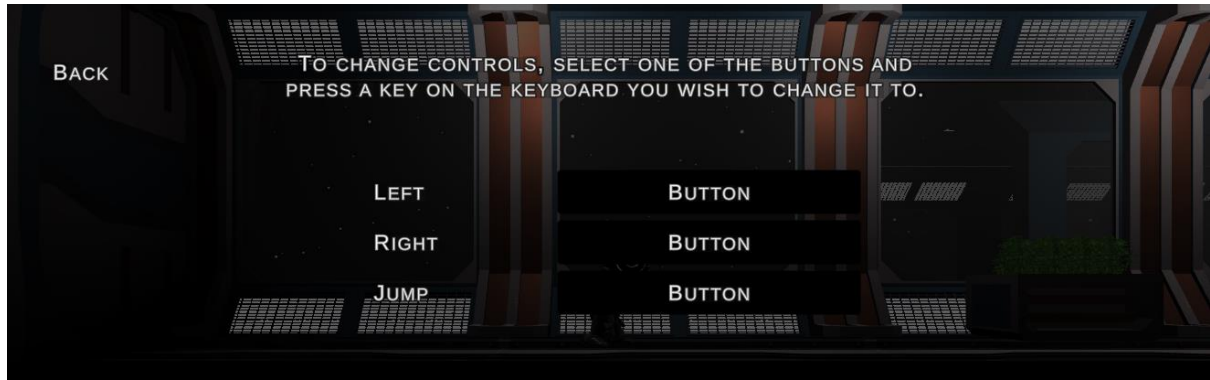 BACK
TO CHANGE CONTROLS, SELECT ONE OF THE BUTTONS AND
PRESS A KEY ON THE KEYBOARD YOU WISH TO CHANGE IT TO.
LEFT BUTTON
RIGHT BUTTON
JUMP BUTTON